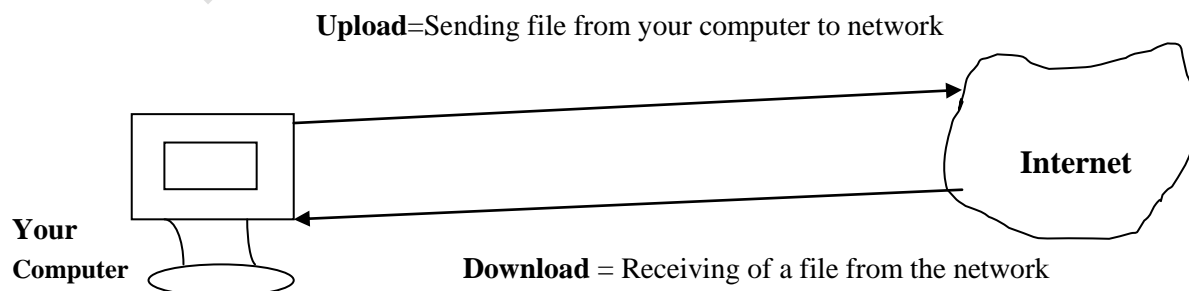 Upload=Sending file from your computer to network
Internet
Your
Computer
Download = Receiving of a file from the network